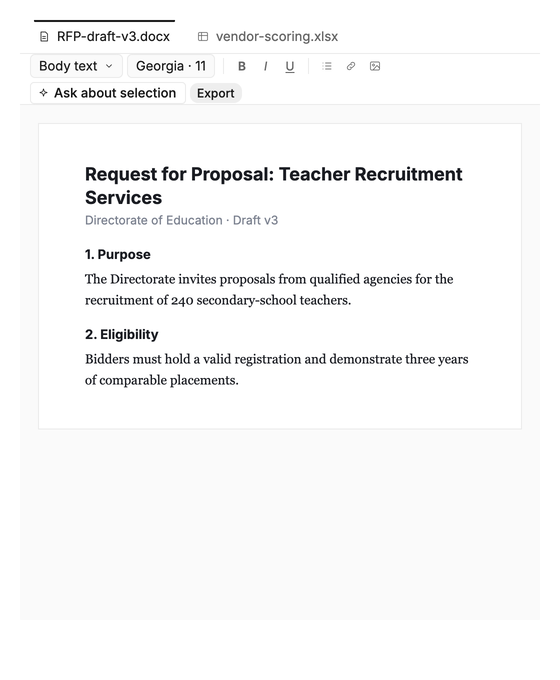 RFP-draft-v3.docx
vendor-scoring.xlsx
Body text
Georgia · 11
B I U
Ask about selection
Export
Request for Proposal: Teacher Recruitment
Services
Directorate of Education · Draft v3
1. Purpose
The Directorate invites proposals from qualified agencies for the
recruitment of 240 secondary-school teachers.
2. Eligibility
Bidders must hold a valid registration and demonstrate three years
of comparable placements.